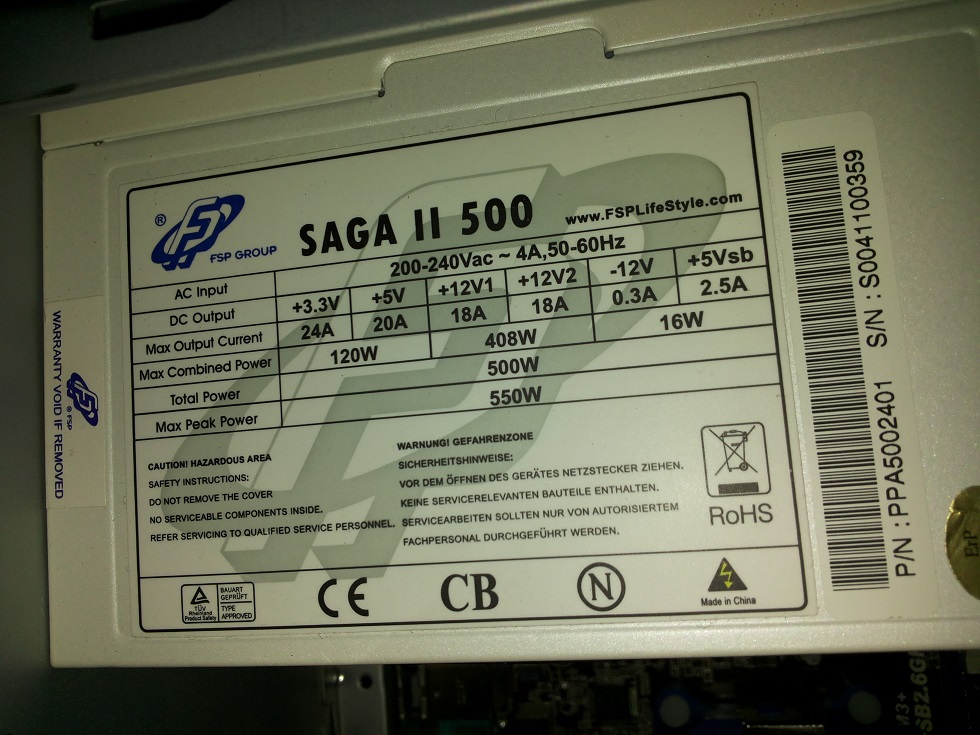 ® FSP GROUP
SAGA II 500
www.FSPLifeStyle.com
AC Input 200-240Vac ~ 4A,50-60Hz
DC Output +3.3V +5V +12V1 +12V2 -12V +5Vsb
Max Output Current 24A 20A 18A 18A 0.3A 2.5A
Max Combined Power 120W 408W 16W
Total Power 500W
Max Peak Power 550W
CAUTION! HAZARDOUS AREA
SAFETY INSTRUCTIONS:
DO NOT REMOVE THE COVER
NO SERVICEABLE COMPONENTS INSIDE.
REFER SERVICING TO QUALIFIED SERVICE PERSONNEL.
WARNUNG! GEFAHRENZONE
SICHERHEITSHINWEISE:
VOR DEM ÖFFNEN DES GERÄTES NETZSTECKER ZIEHEN.
KEINE SERVICERELEVANTEN BAUTEILE ENTHALTEN.
SERVICEARBEITEN SOLLTEN NUR VON AUTORISIERTEM
FACHPERSONAL DURCHGEFÜHRT WERDEN.
RoHS
TÜV
Rheinland
Product Safety
BAUART
GEPRÜFT
TYPE
APPROVED
CE
CB
N
Made in China
WARRANTY VOID IF REMOVED
® FSP
P/N : PPA5002401 S/N : S0041100359
ErP
M3+
SB2.6G